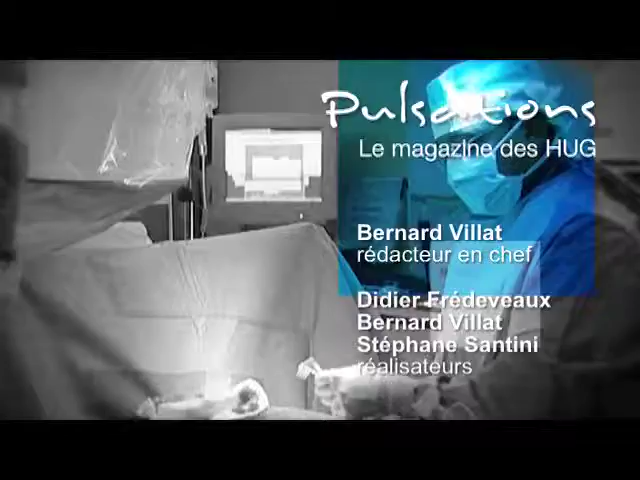 Pulsations
Le magazine des HUG
Bernard Villat
rédacteur en chef
Didier Frédeveaux
Bernard Villat
Stéphane Santini
réalisateurs